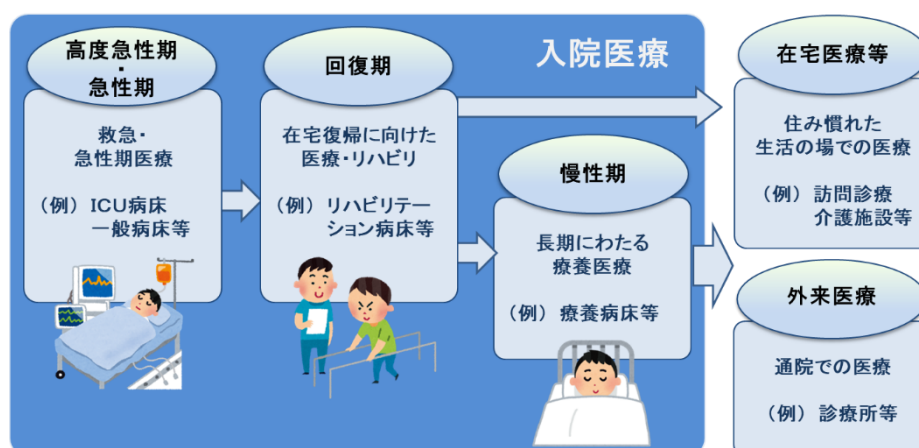 入院医療
高度急性期
・
急性期
救急・
急性期医療
（例） ICU病床
一般病床等
回復期
在宅復帰に向けた
医療・リハビリ
（例） リハビリテー
ション病床等
慢性期
長期にわたる
療養医療
（例） 療養病床等
在宅医療等
住み慣れた
生活の場での医療
（例） 訪問診療
介護施設等
外来医療
通院での医療
（例） 診療所等